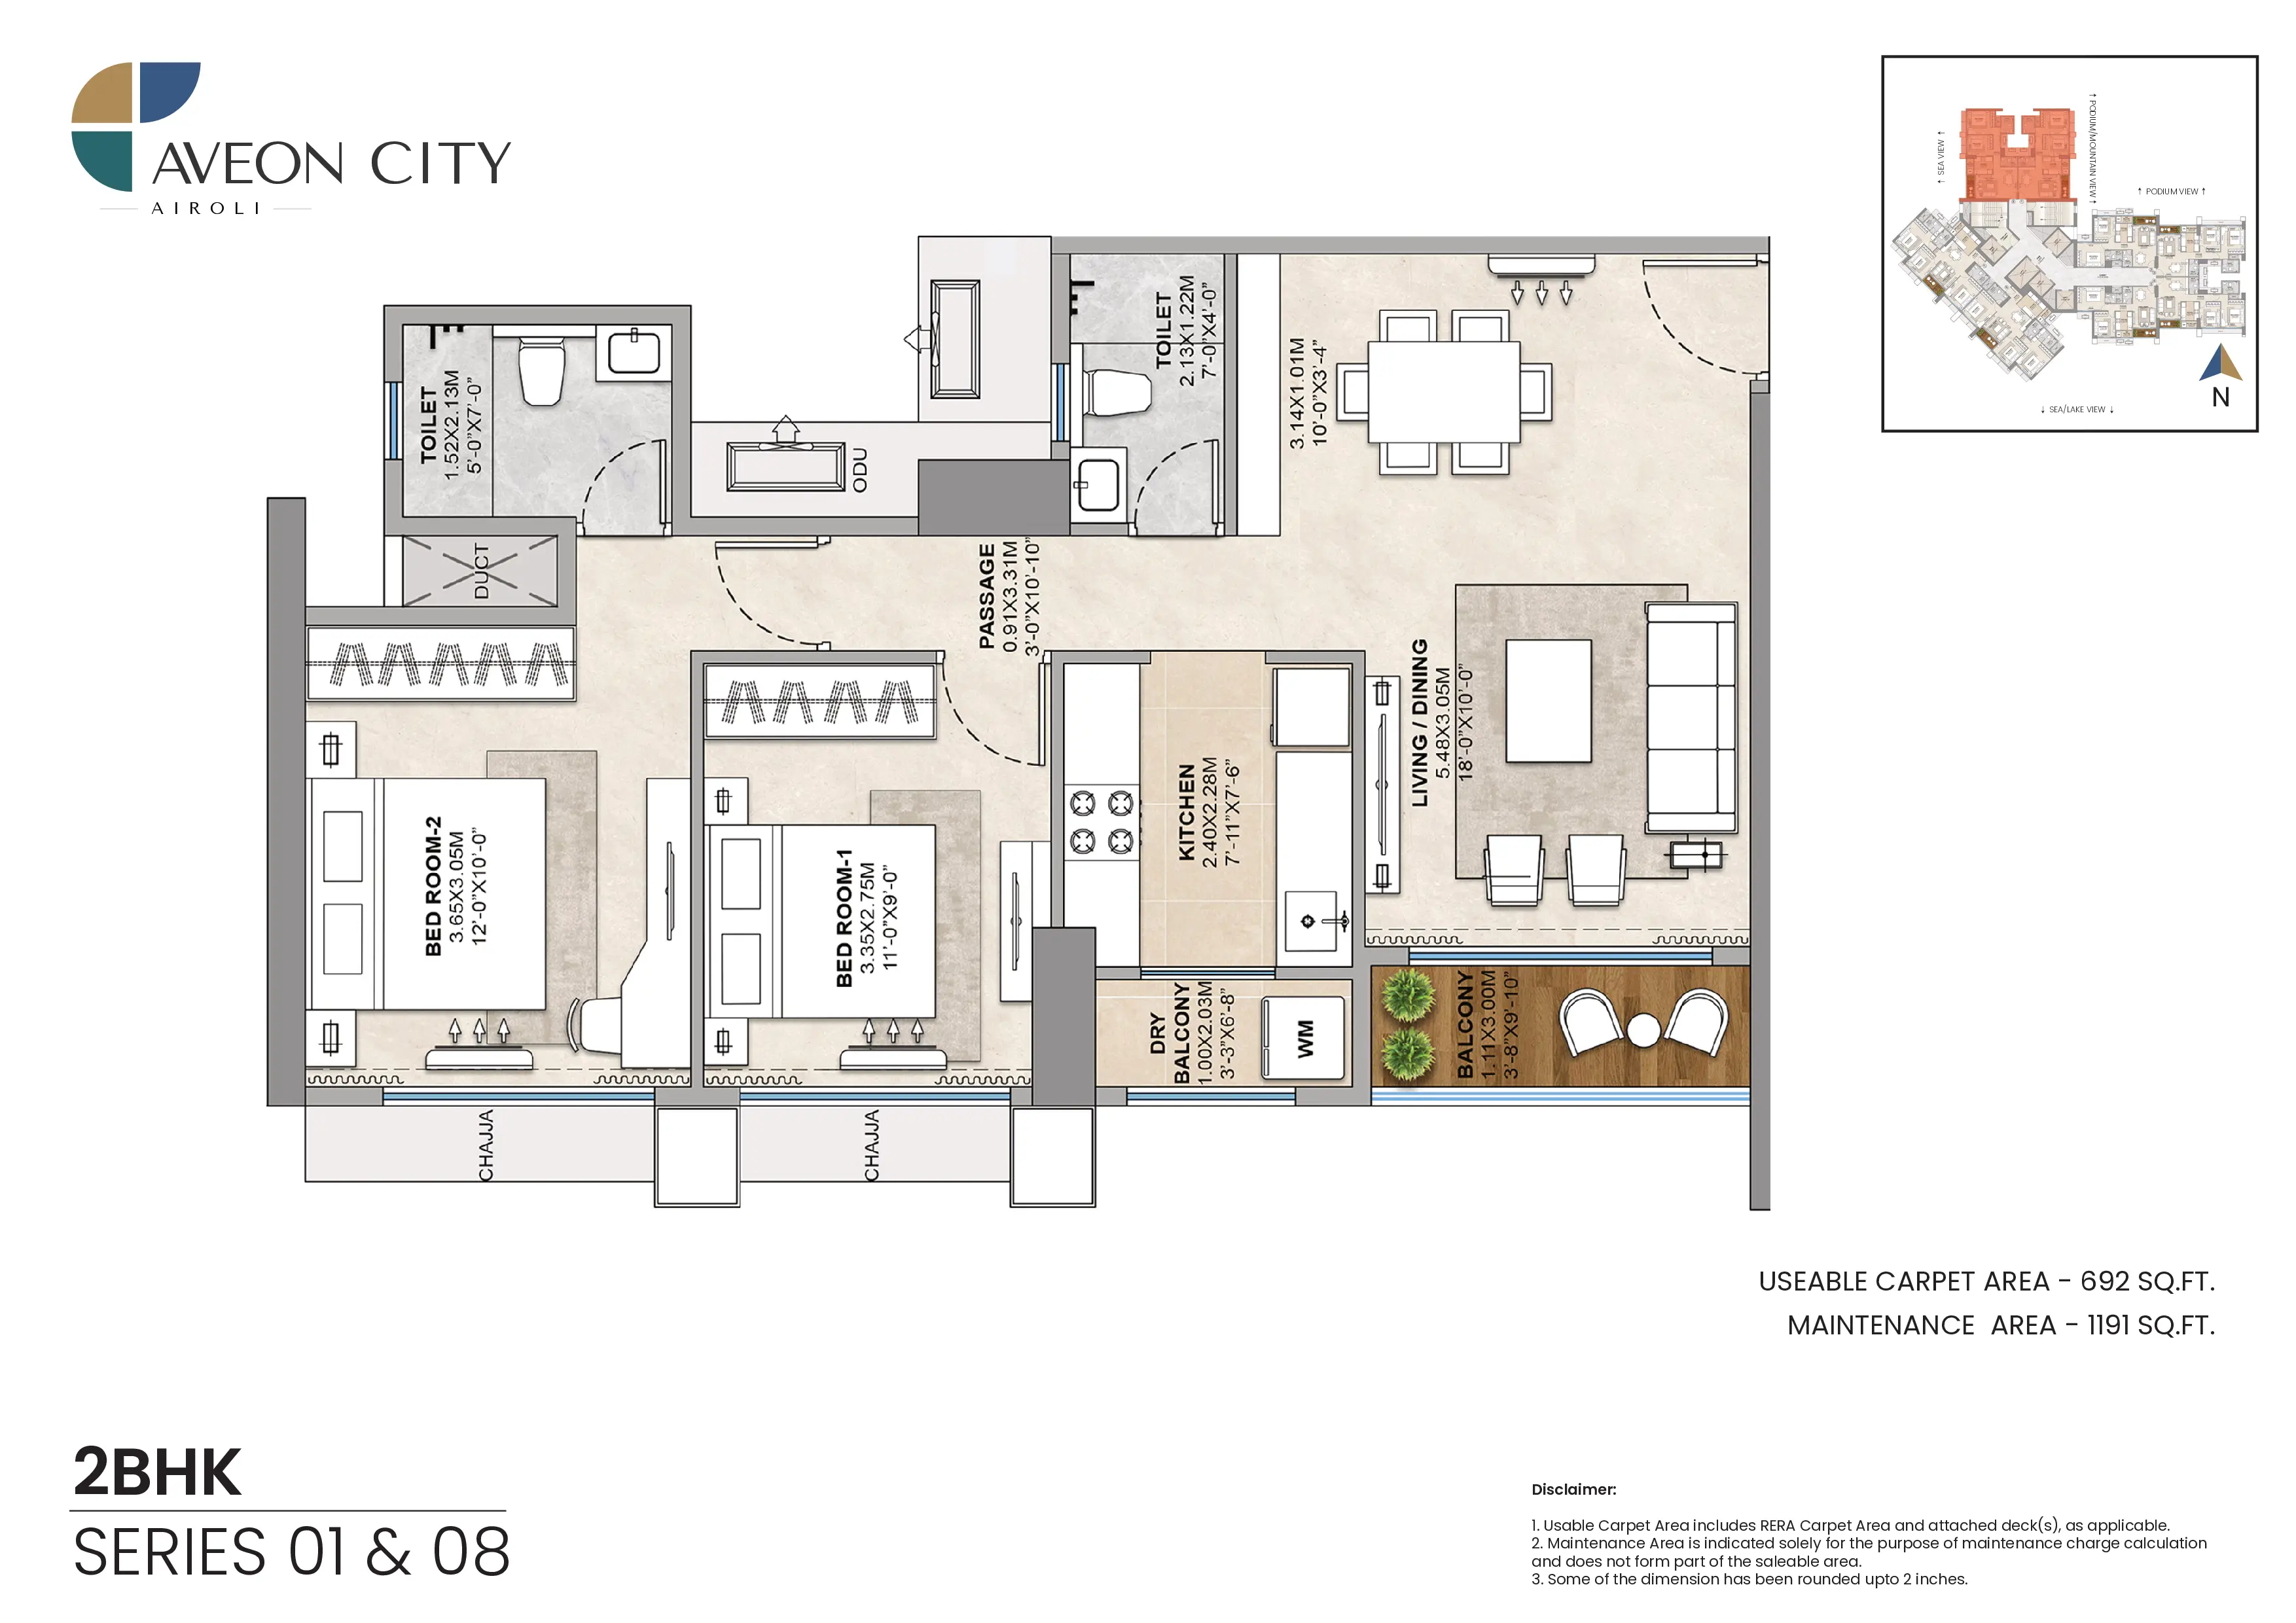 AVEON CITY
AIROLI
↑ SEA VIEW ↑
↑ PODIUM/MOUNTAIN VIEW ↑
↑ PODIUM VIEW ↑
↓ SEA/LAKE VIEW ↓
N
TOILET
1.52X2.13M
5'-0"X7'-0"
DUCT
ODU
TOILET
2.13X1.22M
7'-0"X4'-0"
3.14X1.01M
10'-0"X3'-4"
PASSAGE
0.91X3.31M
3'-0"X10'-10"
LIVING / DINING
5.48X3.05M
18'-0"X10'-0"
BED ROOM-2
3.65X3.05M
12'-0"X10'-0"
BED ROOM-1
3.35X2.75M
11'-0"X9'-0"
KITCHEN
2.40X2.28M
7'-11"X7'-6"
DRY
BALCONY
1.00X2.03M
3'-3"X6'-8"
WM
BALCONY
1.11X3.00M
3'-8"X9'-10"
CHAJJA
CHAJJA
USEABLE CARPET AREA - 692 SQ.FT.
MAINTENANCE AREA - 1191 SQ.FT.
2BHK
SERIES 01 & 08
Disclaimer:
1. Usable Carpet Area includes RERA Carpet Area and attached deck(s), as applicable.
2. Maintenance Area is indicated solely for the purpose of maintenance charge calculation
and does not form part of the saleable area.
3. Some of the dimension has been rounded upto 2 inches.